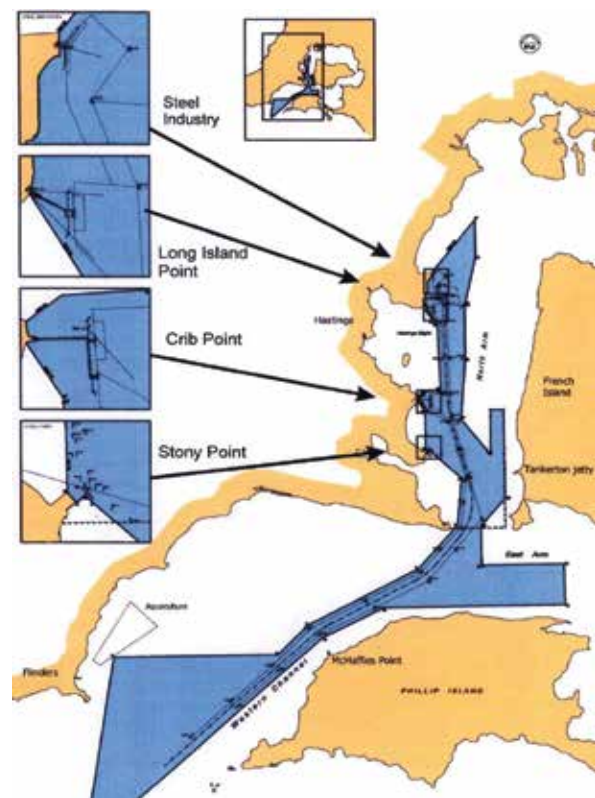 Steel
Industry
Long Island
Point
Hastings
North Arm
Crib Point
French
Island
Stony Point
Tankerton Jetty
East Arm
Aquaculture
Flinders
McHaffies Point
Western Channel
PHILLIP ISLAND